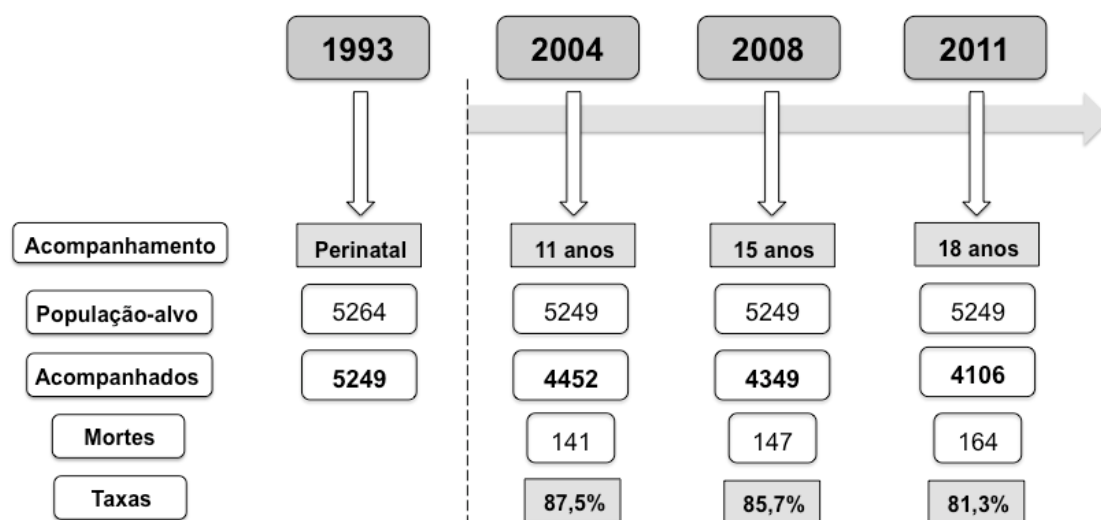 1993 2004 2008 2011
Acompanhamento Perinatal 11 anos 15 anos 18 anos
População-alvo 5264 5249 5249 5249
Acompanhados 5249 4452 4349 4106
Mortes 141 147 164
Taxas 87,5% 85,7% 81,3%